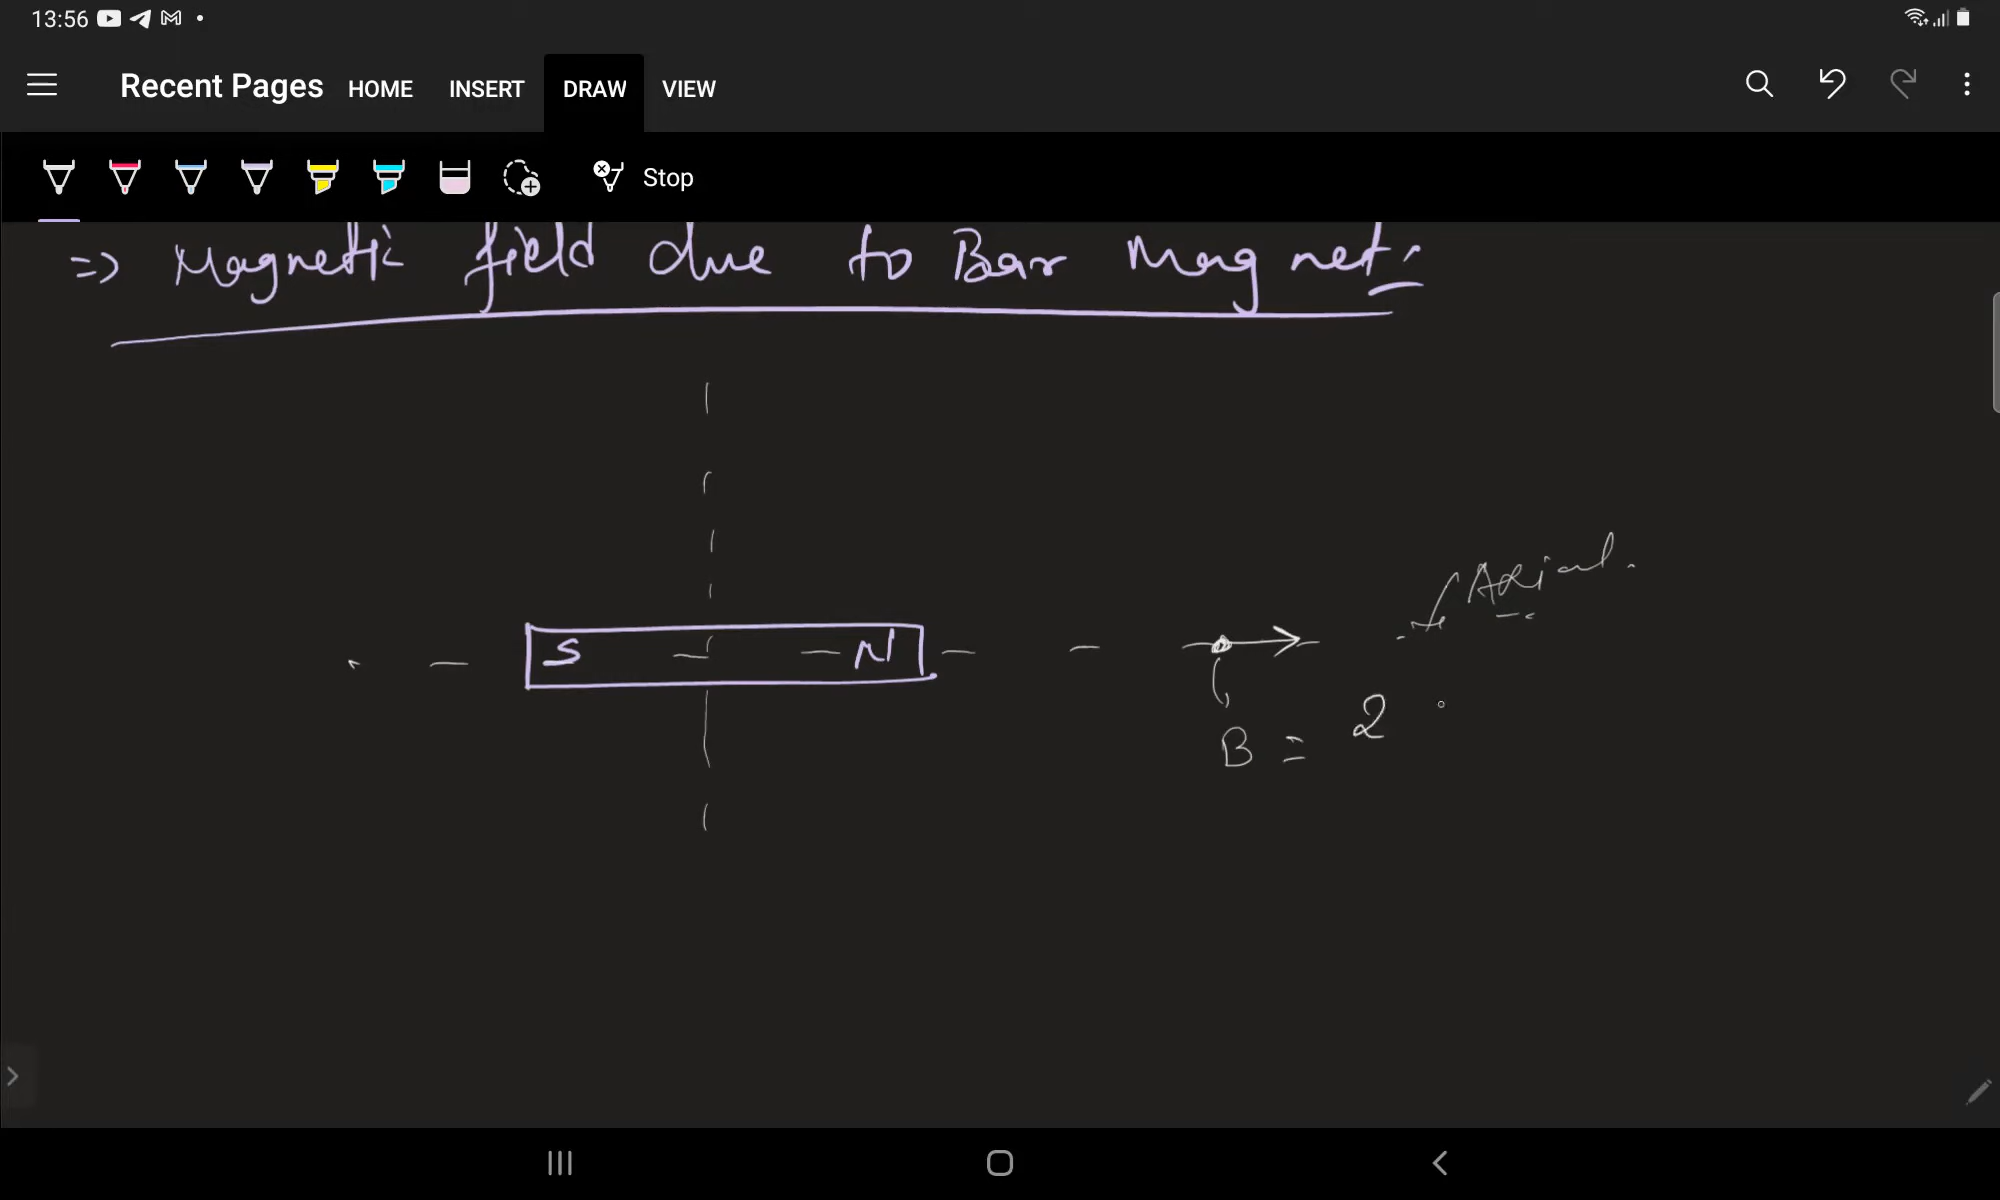 13:56
Recent Pages HOME INSERT DRAW VIEW
Stop
=> Magnetic field due to Bar Magnet:
Axial.
S N
B = 2